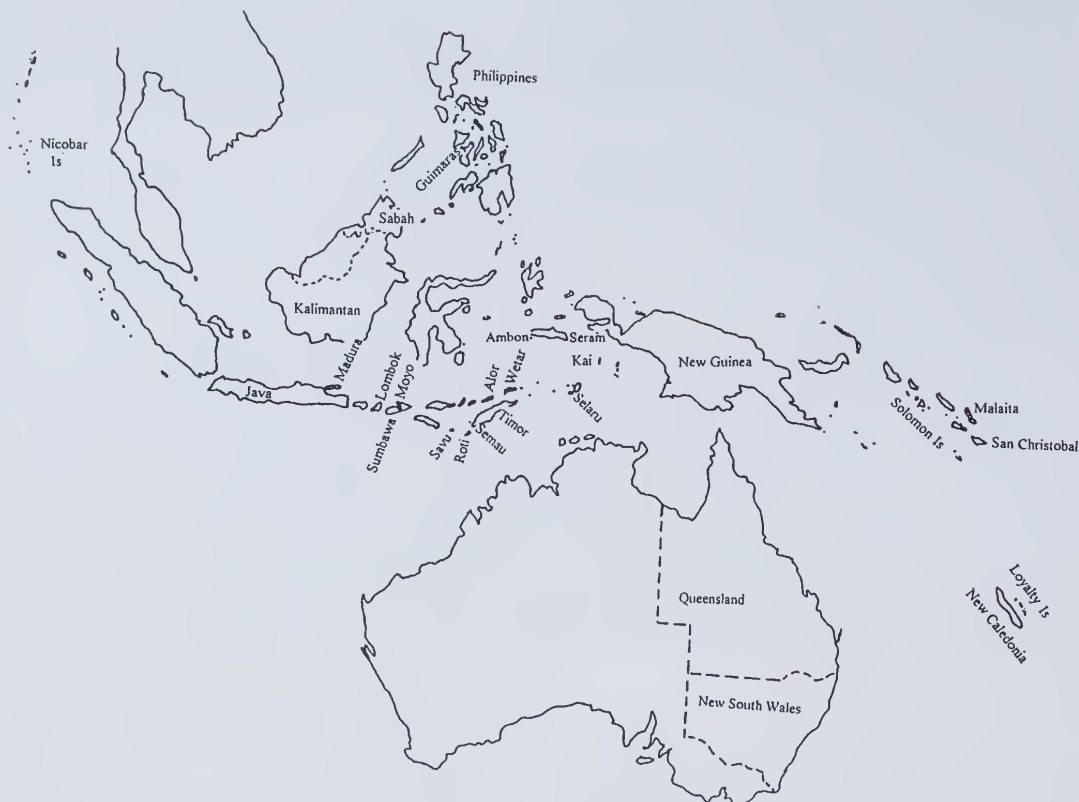 Philippines
Nicobar
Is
Guimaras
Sabah
Kalimantan
Ambon
Seram
Kai
New Guinea
Java
Madura
Lombok
Moyo
Alor
Wetar
Sumbawa
Savu
Roti
Semau
Timor
Selaru
Solomon Is
Malaita
San Christobal
Queensland
New South Wales
Loyalty Is
New Caledonia